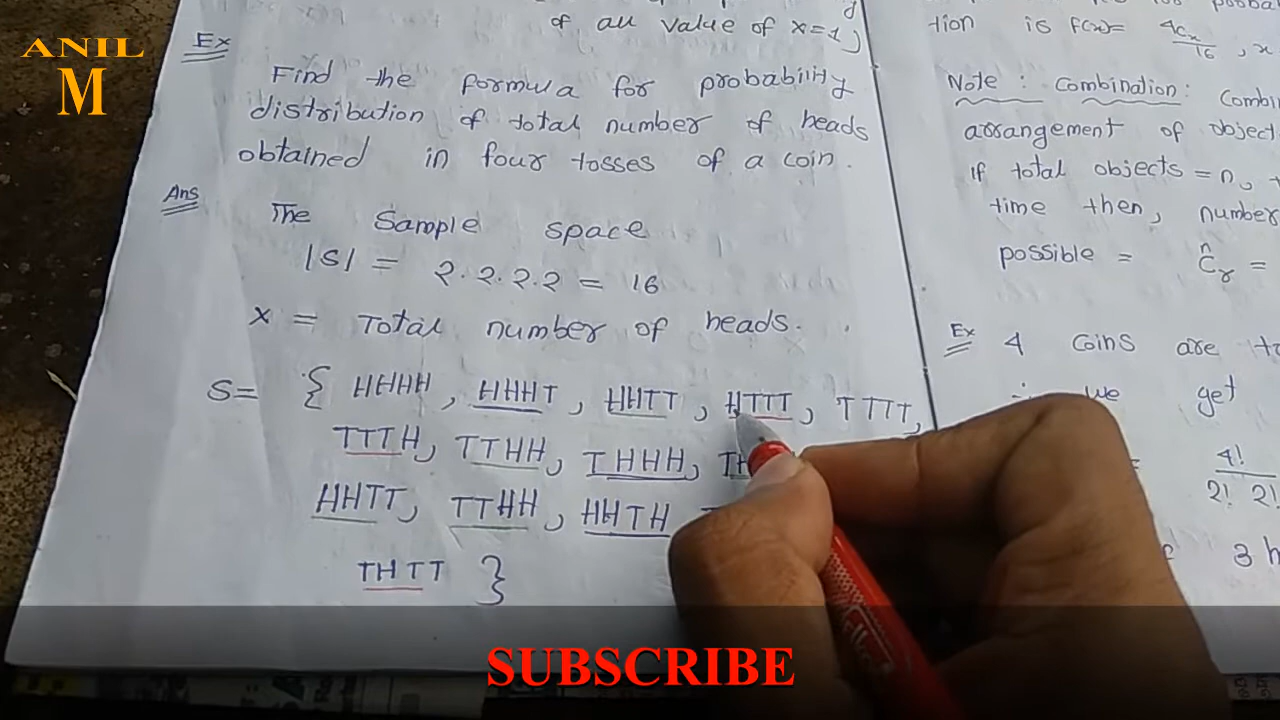 ANIL
M
of all value of x=1
Ex
Find the formula for probability
distribution of total number of heads
obtained in four tosses of a coin.
Ans
The Sample space
|S| = 2.2.2.2 = 16
X = Total number of heads.
S= { HHHH, HHHT, HHTT, HTTT, TTTT,
TTTH, TTHH, THHH, TH
HHTT, TTHH, HHTH
THTT }
tion is f(x)= 4Cx/16, x
Note: Combination: Combin
arrangement of object
if total objects = n,
time then, number
possible = nCr =
Ex 4 coins are to
we get
4!
2! 2!
3 h
SUBSCRIBE